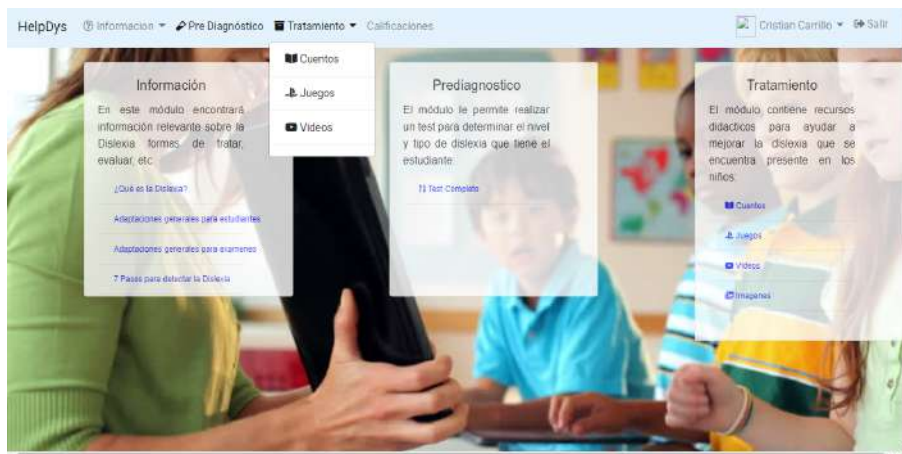 HelpDys Informacion Pre Diagnóstico Tratamiento Calificaciones Cristian Carrillo Salir
Cuentos
Juegos
Videos
Información
En este módulo encontrará
información relevante sobre la
Dislexia formas de tratar,
evaluar, etc.
¿Qué es la Dislexia?
Adaptaciones generales para estudiantes
Adaptaciones generales para examenes
7 Pasos para detectar la Dislexia
Prediagnostico
El módulo le permite realizar
un test para determinar el nivel
y tipo de dislexia que tiene el
estudiante:
Test Completo
Tratamiento
El módulo contiene recursos
didacticos para ayudar a
mejorar la dislexia que se
encuentra presente en los
niños:
Cuentos
Juegos
Videos
Imagenes